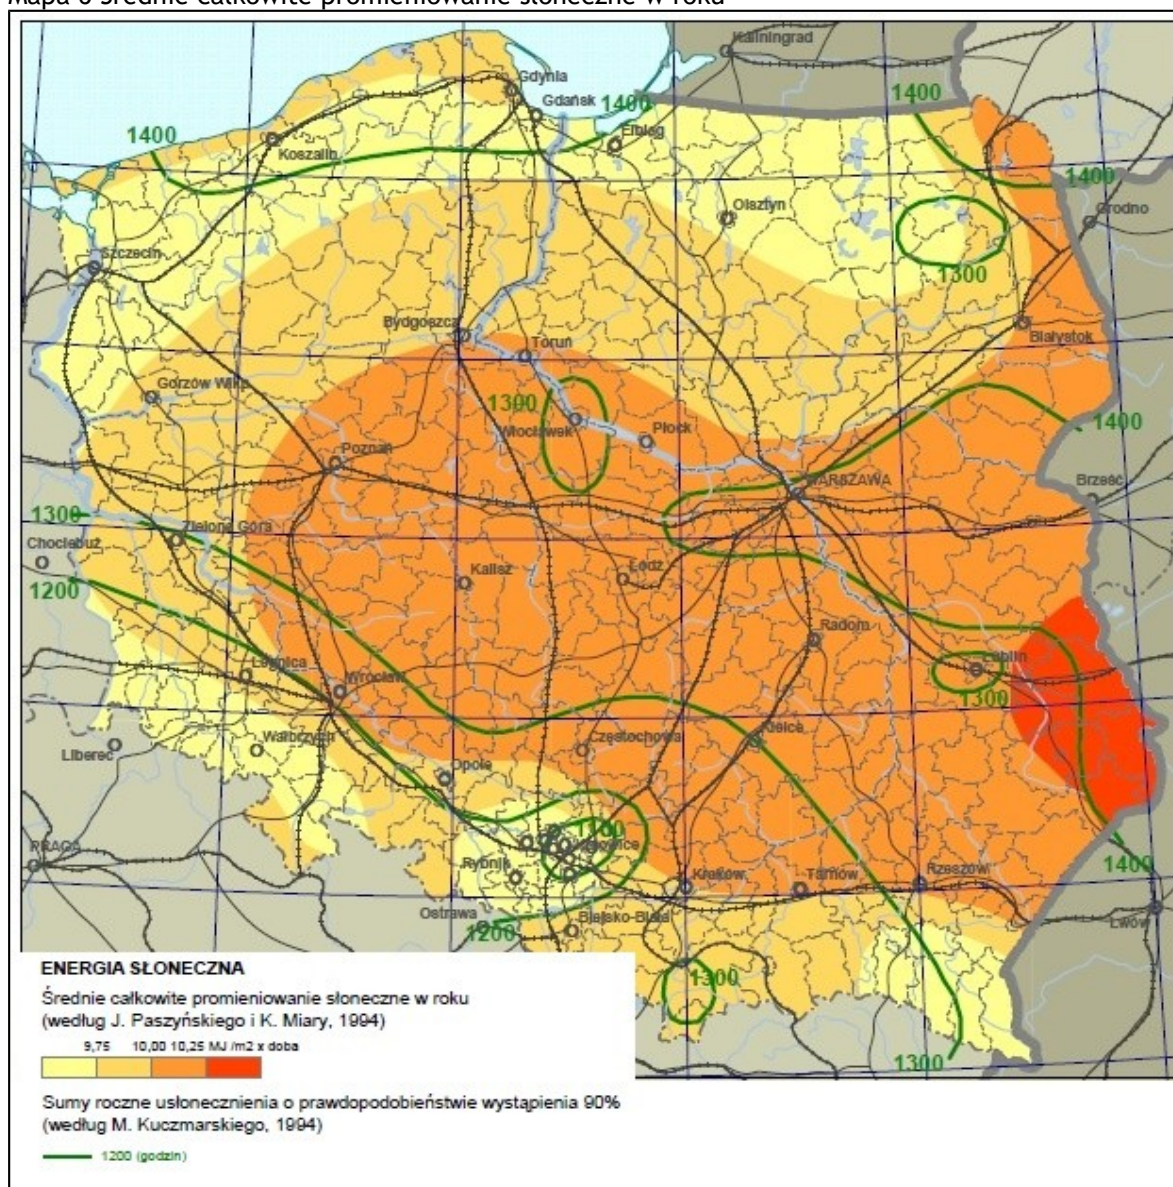 Mapa 6 Średnie całkowite promieniowanie słoneczne w roku
Kaliningrad
Gdynia
Gdańsk
1400
1400
1400
Elbląg
Koszalin
1400
Olsztyn
Grodno
Szczecin
1300
Bydgoszcz
Toruń
Białystok
Gorzów Wlkp.
1300
Włocławek
Płock
1400
Poznań
WARSZAWA
Brześć
1300
Zielona Góra
Chociebuż
1200
Kalisz
Łódź
Radom
Legnica
Wrocław
Lublin
1300
Wałbrzych
Liberec
Częstochowa
Kielce
Opole
1100
Katowice
PRAGA
Rybnik
Kraków
Tarnów
Rzeszów
1400
Ostrawa
Bielsko-Biała
1200
Lwów
1300
1300
ENERGIA SŁONECZNA
Średnie całkowite promieniowanie słoneczne w roku
(według J. Paszyńskiego i K. Miary, 1994)
9,75 10,00 10,25 MJ /m2 x doba
Sumy roczne usłonecznienia o prawdopodobieństwie wystąpienia 90%
(według M. Kuczmarskiego, 1994)
1200 (godzin)